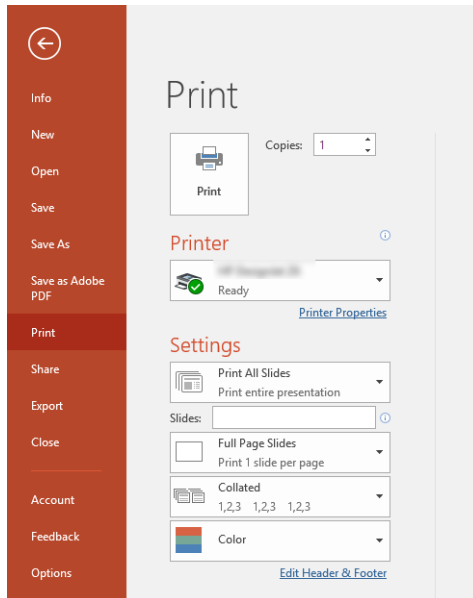 Info
New
Open
Save
Save As
Save as Adobe
PDF
Print
Share
Export
Close
Account
Feedback
Options
Print
Copies: 1
Print
Printer
Ready
Printer Properties
Settings
Print All Slides
Print entire presentation
Slides:
Full Page Slides
Print 1 slide per page
Collated
1,2,3 1,2,3 1,2,3
Color
Edit Header & Footer